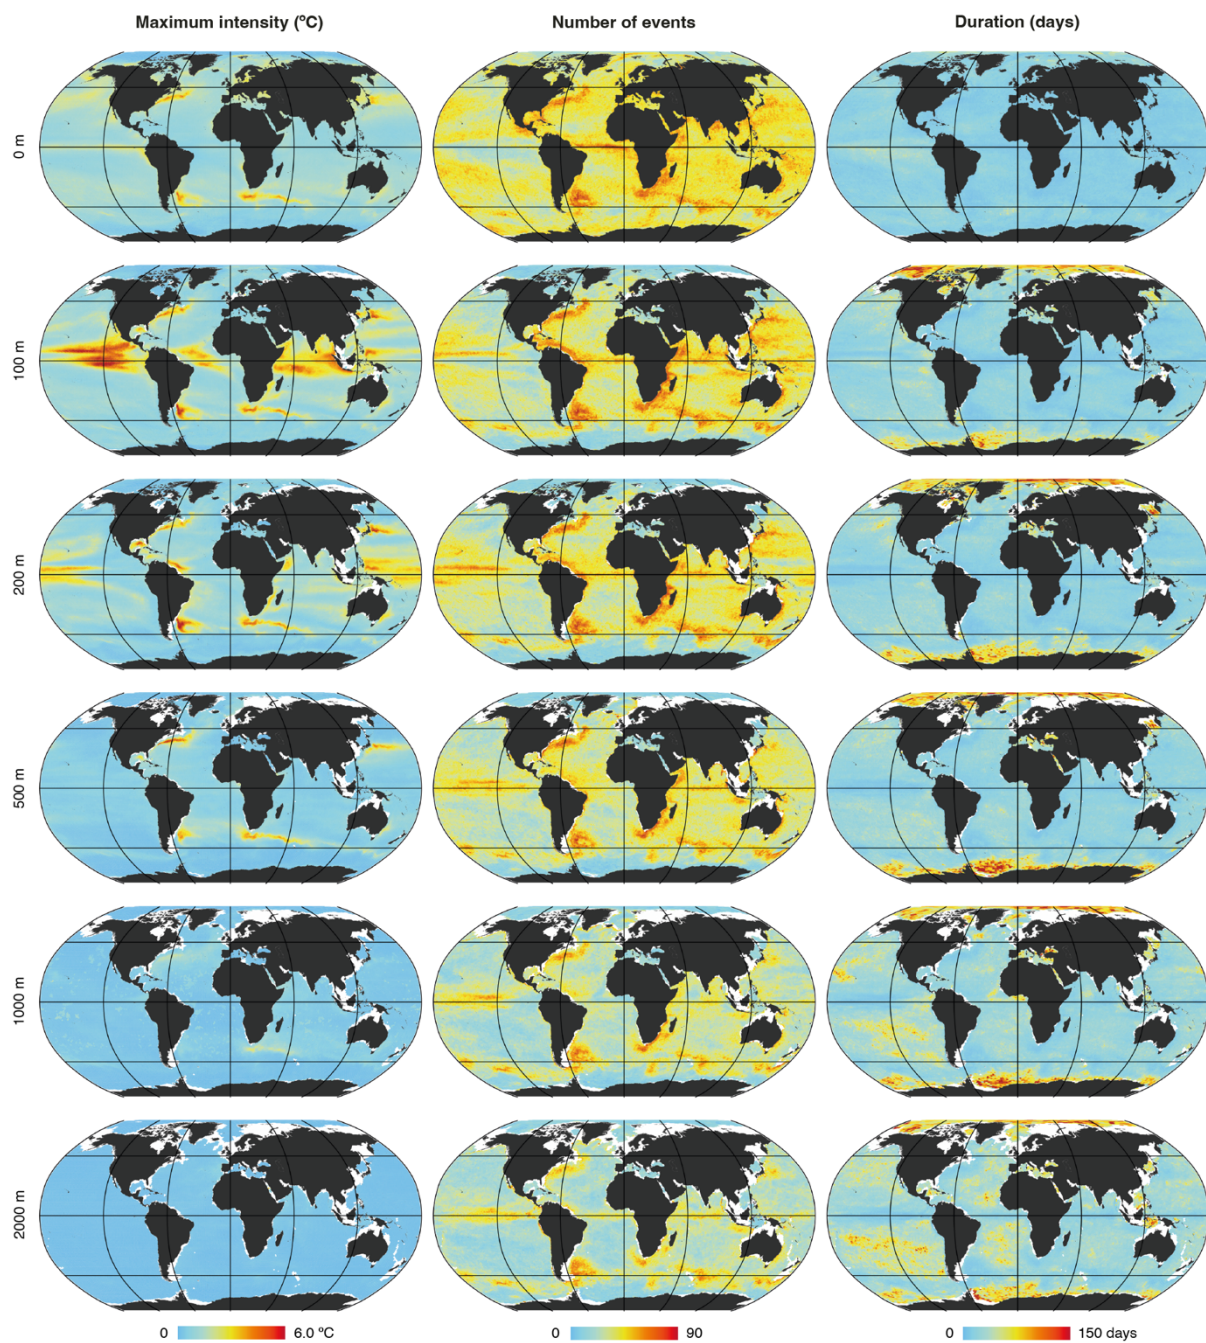 Maximum intensity (ºC) Number of events Duration (days)
0 m
100 m
200 m
500 m
1000 m
2000 m
0 6.0 ºC 0 90 0 150 days